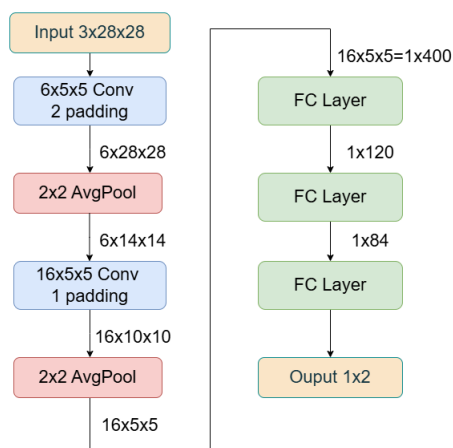 Input 3x28x28
6x5x5 Conv
2 padding
6x28x28
2x2 AvgPool
6x14x14
16x5x5 Conv
1 padding
16x10x10
2x2 AvgPool
16x5x5
16x5x5=1x400
FC Layer
1x120
FC Layer
1x84
FC Layer
Ouput 1x2